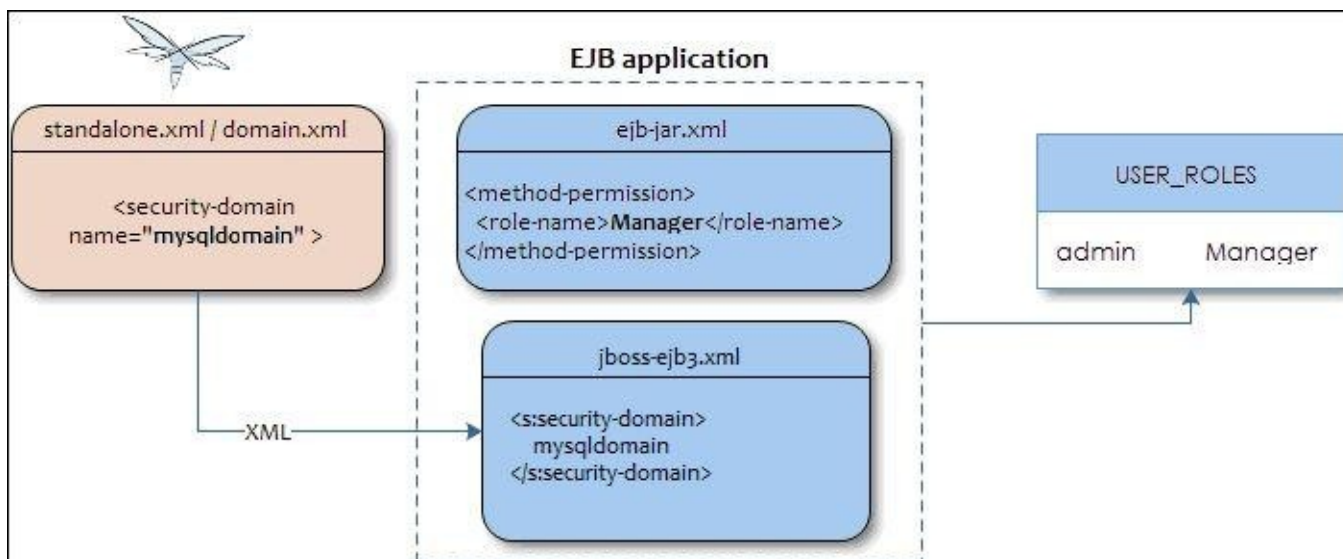 EJB application
standalone.xml / domain.xml
<security-domain
name="mysqldomain" >
XML
ejb-jar.xml
<method-permission>
<role-name>Manager</role-name>
</method-permission>
jboss-ejb3.xml
<s:security-domain>
mysqldomain
</s:security-domain>
USER_ROLES
admin Manager